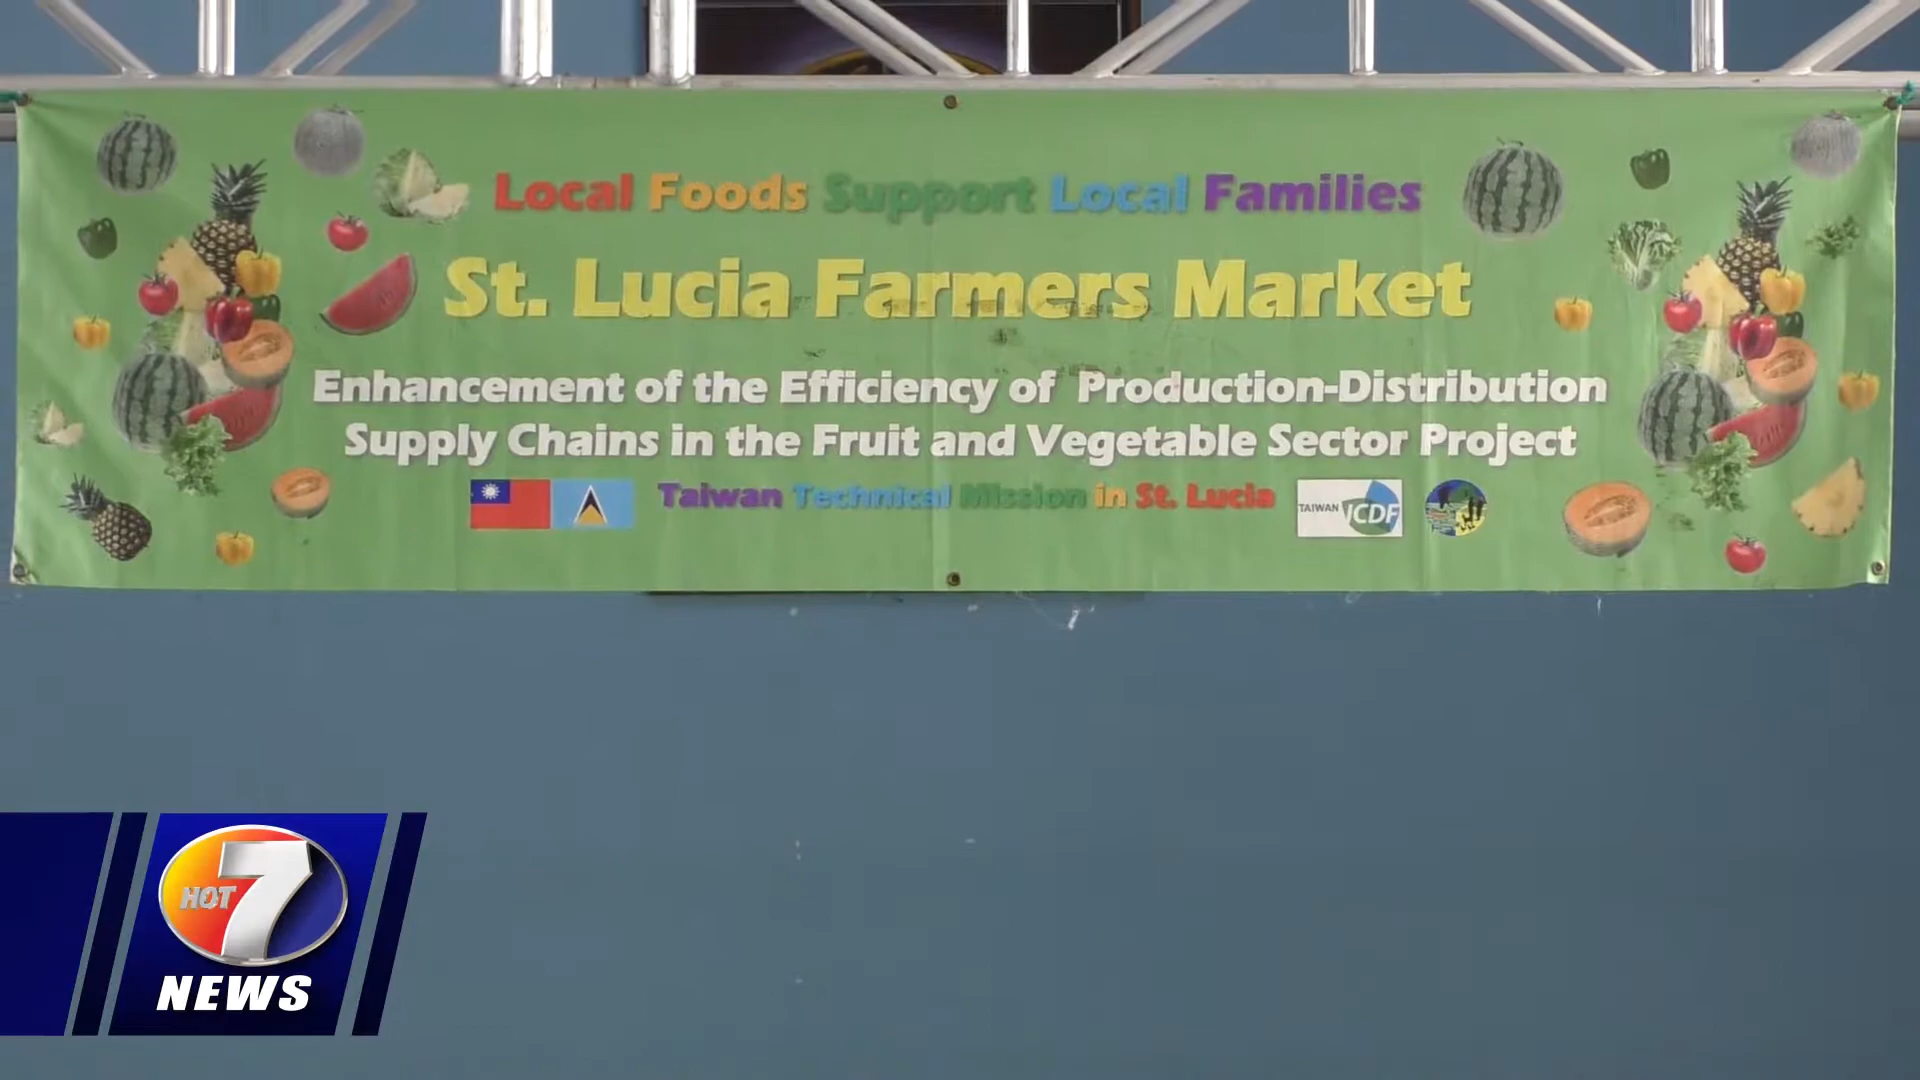 Local Foods Support Local Families
St. Lucia Farmers Market
Enhancement of the Efficiency of Production-Distribution
Supply Chains in the Fruit and Vegetable Sector Project
Taiwan Technical Mission in St. Lucia
TAIWAN ICDF
HOT 7
NEWS